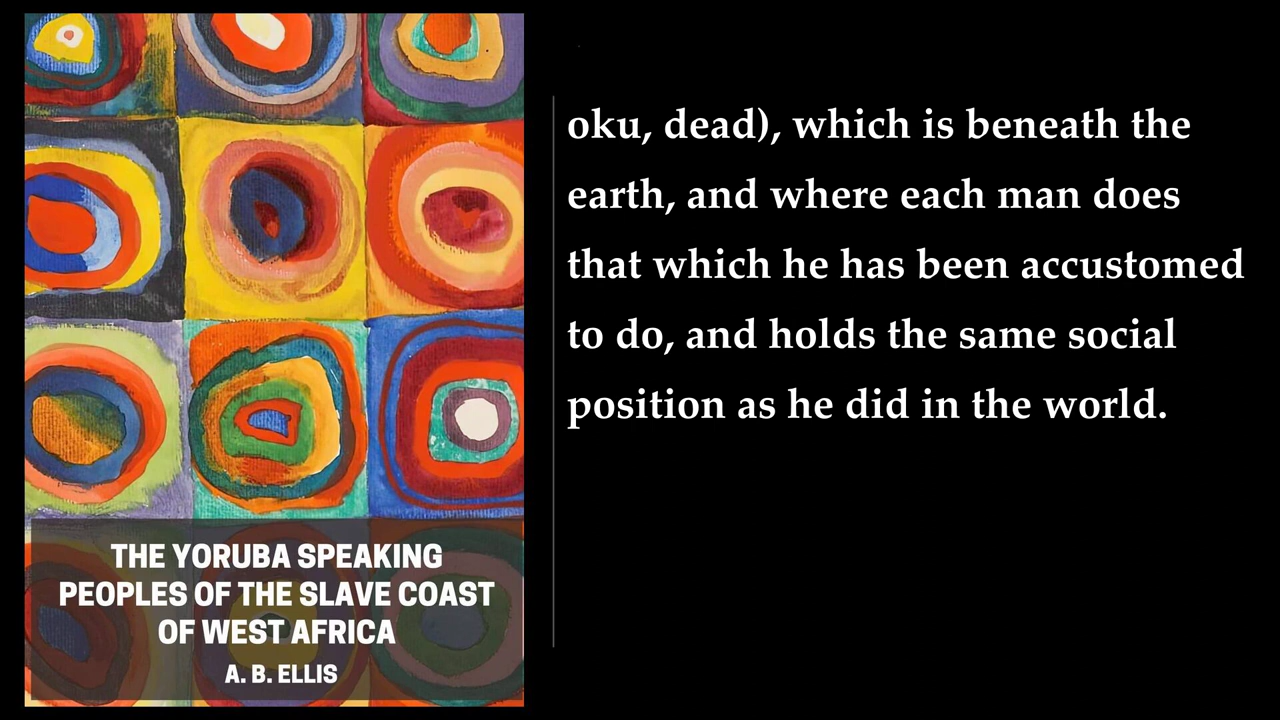 oku, dead), which is beneath the
earth, and where each man does
that which he has been accustomed
to do, and holds the same social
position as he did in the world.
THE YORUBA SPEAKING
PEOPLES OF THE SLAVE COAST
OF WEST AFRICA
A. B. ELLIS